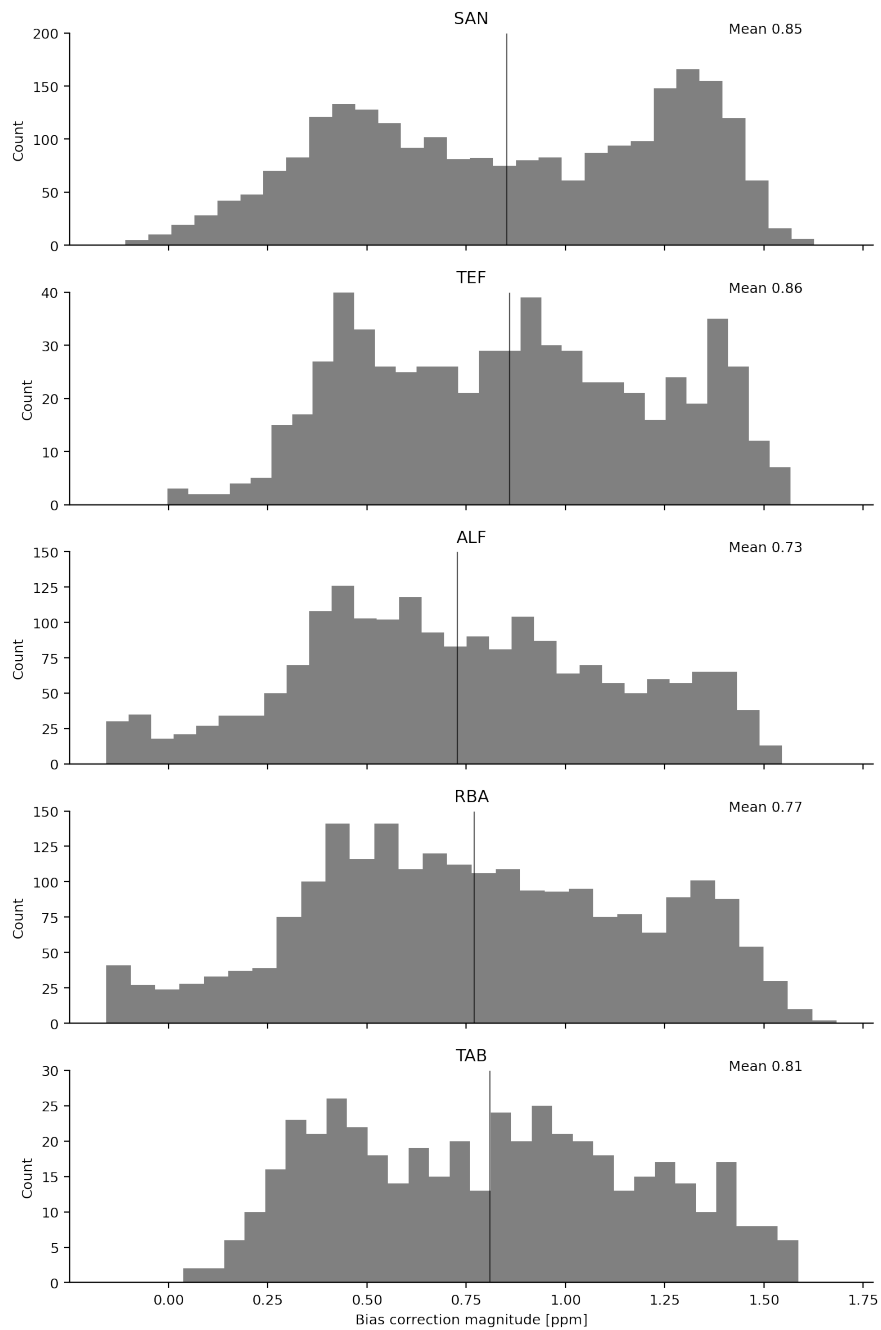 SAN
Mean 0.85
200
150
100
50
0
Count
TEF
Mean 0.86
40
30
20
10
0
Count
ALF
Mean 0.73
150
125
100
75
50
25
0
Count
RBA
Mean 0.77
150
125
100
75
50
25
0
Count
TAB
Mean 0.81
30
25
20
15
10
5
0
Count
0.00 0.25 0.50 0.75 1.00 1.25 1.50 1.75
Bias correction magnitude [ppm]